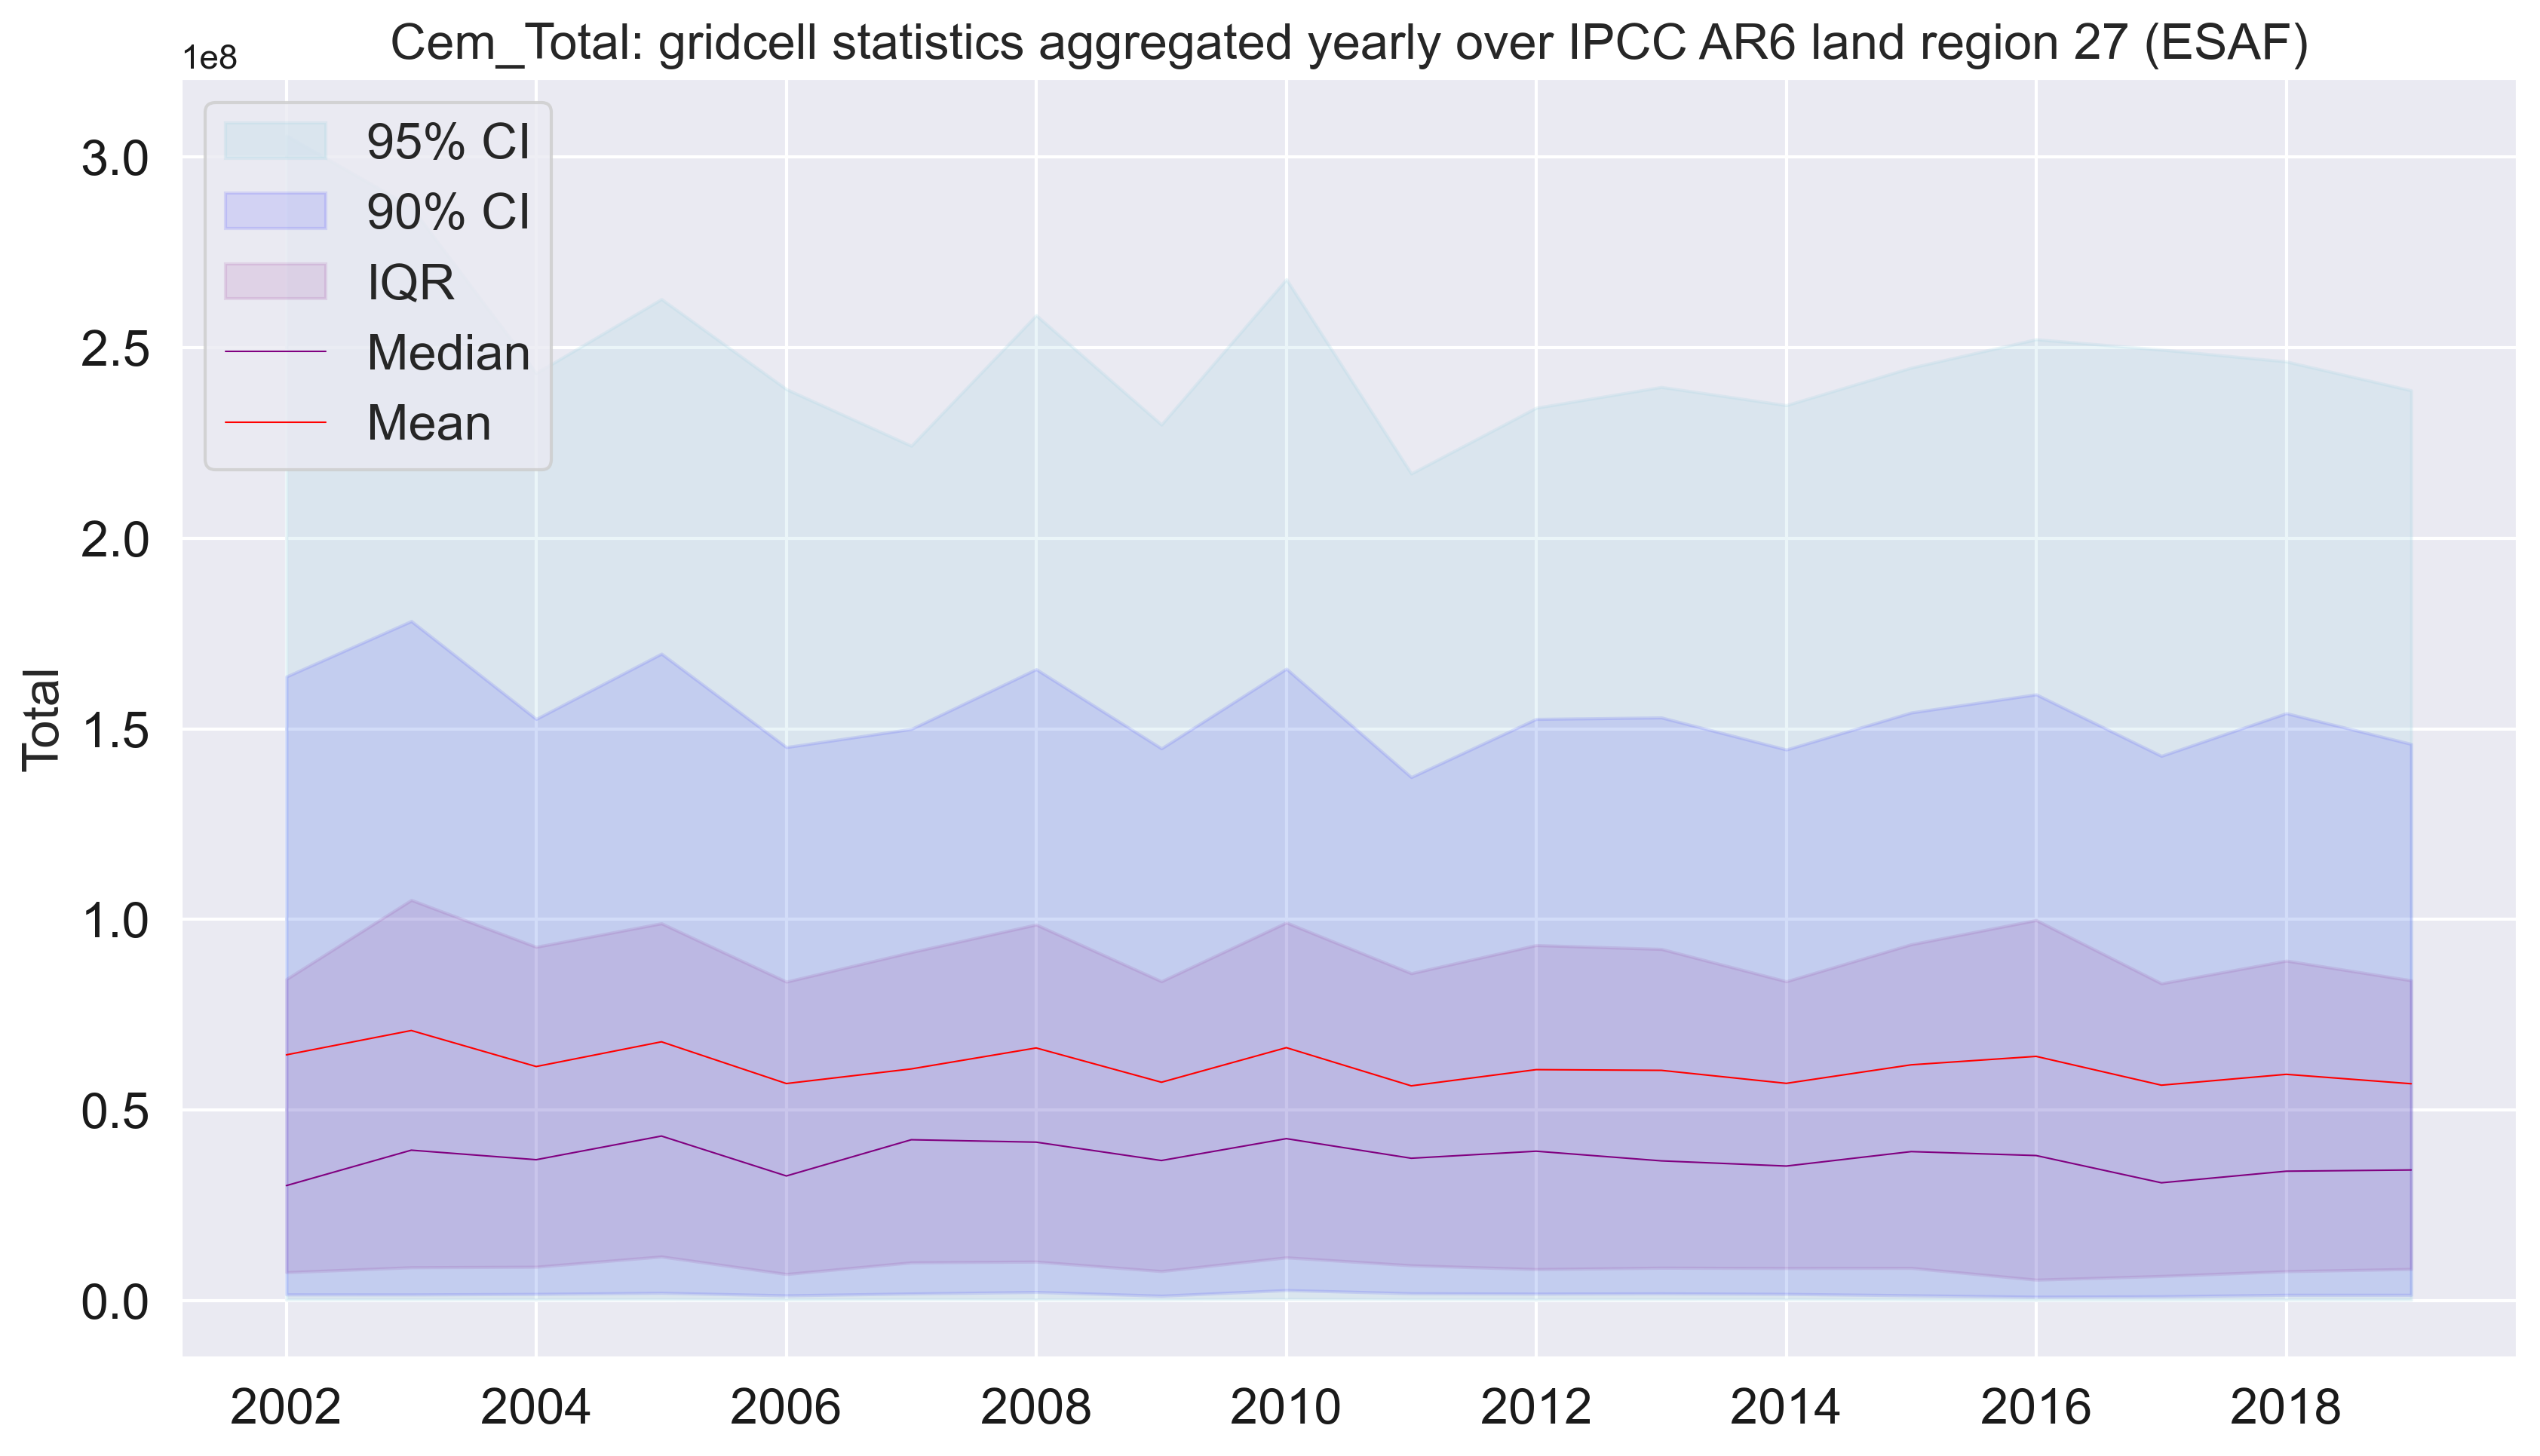 Cem_Total: gridcell statistics aggregated yearly over IPCC AR6 land region 27 (ESAF)
1e8
95% CI
90% CI
IQR
Median
Mean
3.0
2.5
2.0
1.5
1.0
0.5
0.0
Total
2002 2004 2006 2008 2010 2012 2014 2016 2018